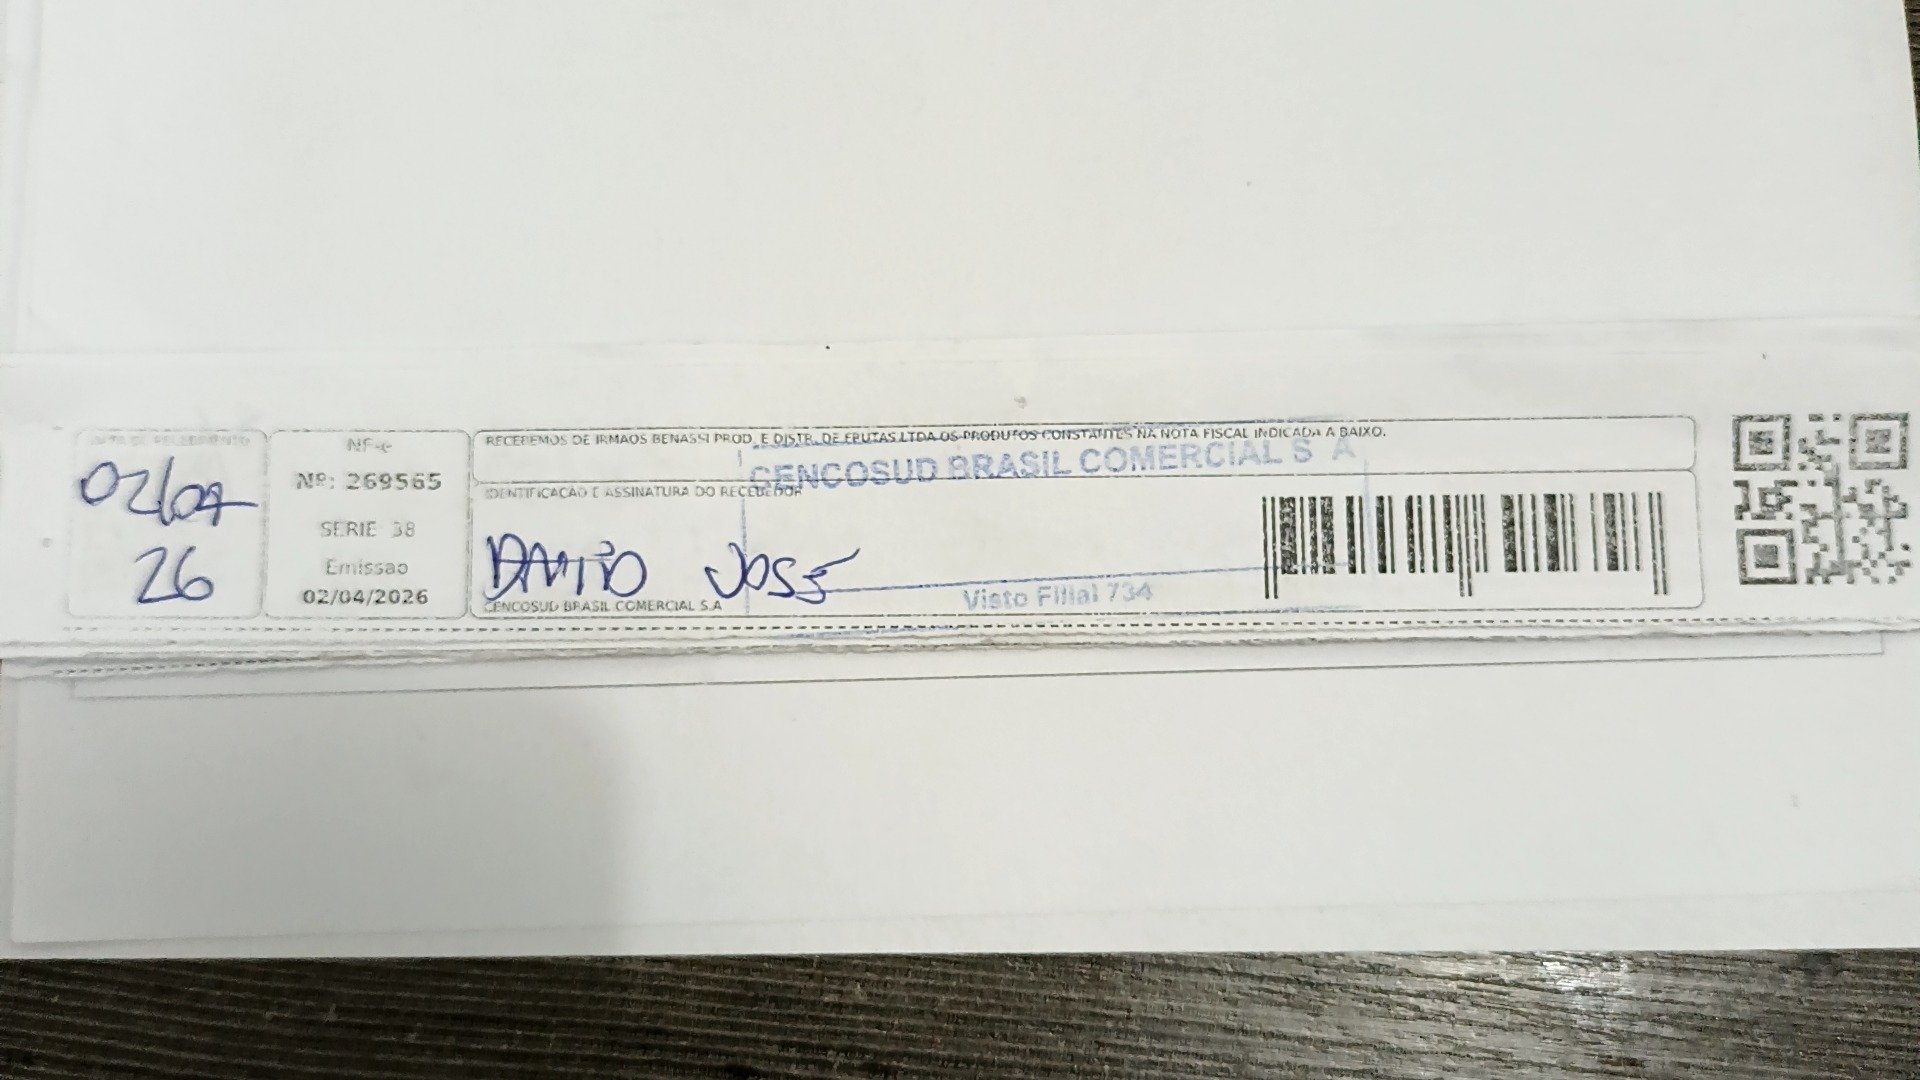 DATA DE RECEBIMENTO
02/04
26
NF-e
Nº: 269565
SERIE 38
Emissao
02/04/2026
RECEBEMOS DE IRMAOS BENASSI PROD. E DISTR. DE FRUTAS LTDA OS PRODUTOS CONSTANTES NA NOTA FISCAL INDICADA A BAIXO.
CENCOSUD BRASIL COMERCIAL S A
IDENTIFICACAO E ASSINATURA DO RECEBEDOR
DAMIÃO JOSÉ
CENCOSUD BRASIL COMERCIAL S.A
Visto Filial 734